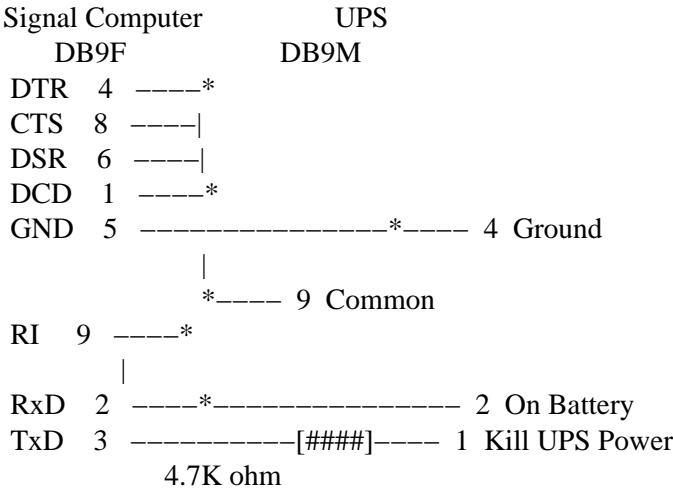 Signal Computer UPS
DB9F DB9M
DTR 4 −−−−*
CTS 8 −−−−|
DSR 6 −−−−|
DCD 1 −−−−*
GND 5 −−−−−−−−−−−−−−−*−−−− 4 Ground
|
*−−−− 9 Common
RI 9 −−−−*
|
RxD 2 −−−−*−−−−−−−−−−−−−−− 2 On Battery
TxD 3 −−−−−−−−−−[####]−−−− 1 Kill UPS Power
4.7K ohm